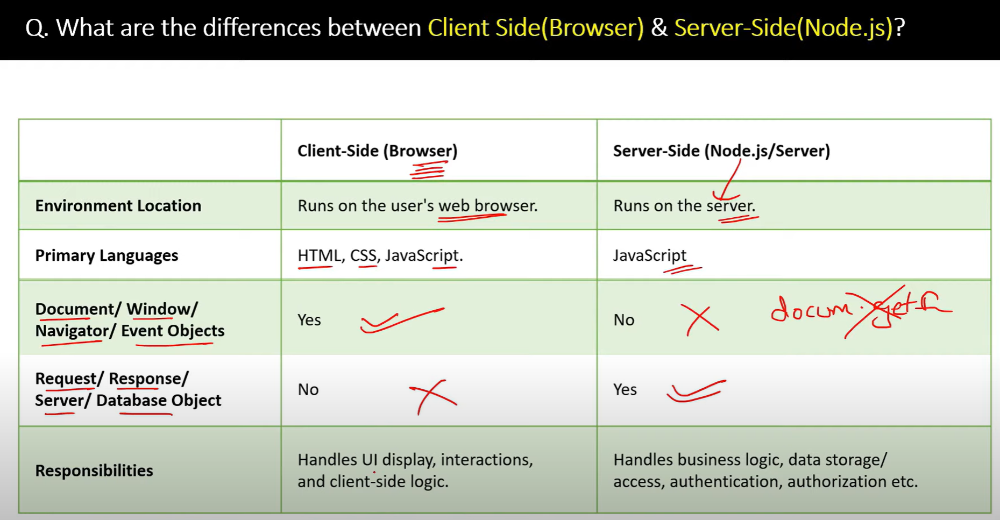 Q. What are the differences between Client Side(Browser) & Server-Side(Node.js)?
Client-Side (Browser)
Server-Side (Node.js/Server)
Environment Location
Runs on the user's web browser.
Runs on the server.
Primary Languages
HTML, CSS, JavaScript.
JavaScript
Document/ Window/
Navigator/ Event Objects
Yes
No
docum.get
Request/ Response/
Server/ Database Object
No
Yes
Responsibilities
Handles UI display, interactions,
and client-side logic.
Handles business logic, data storage/
access, authentication, authorization etc.